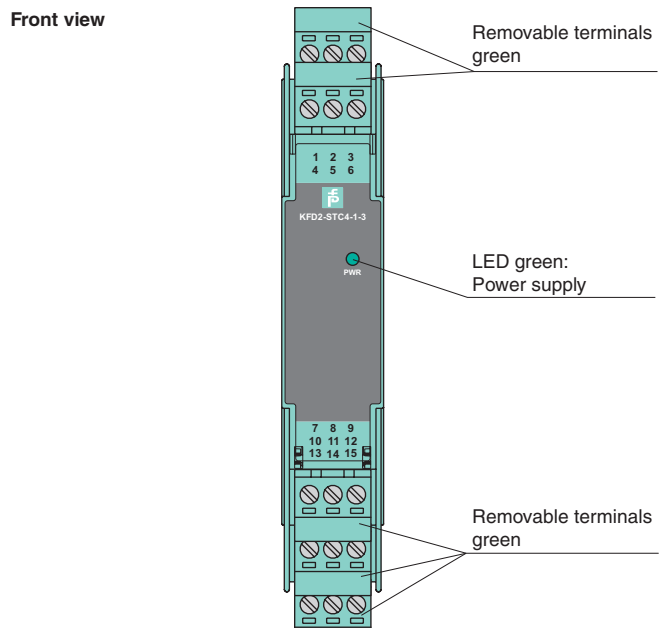 Front view
Removable terminals
green
1 2 3
4 5 6
KFD2-STC4-1-3
LED green:
Power supply
PWR
7 8 9
10 11 12
13 14 15
Removable terminals
green